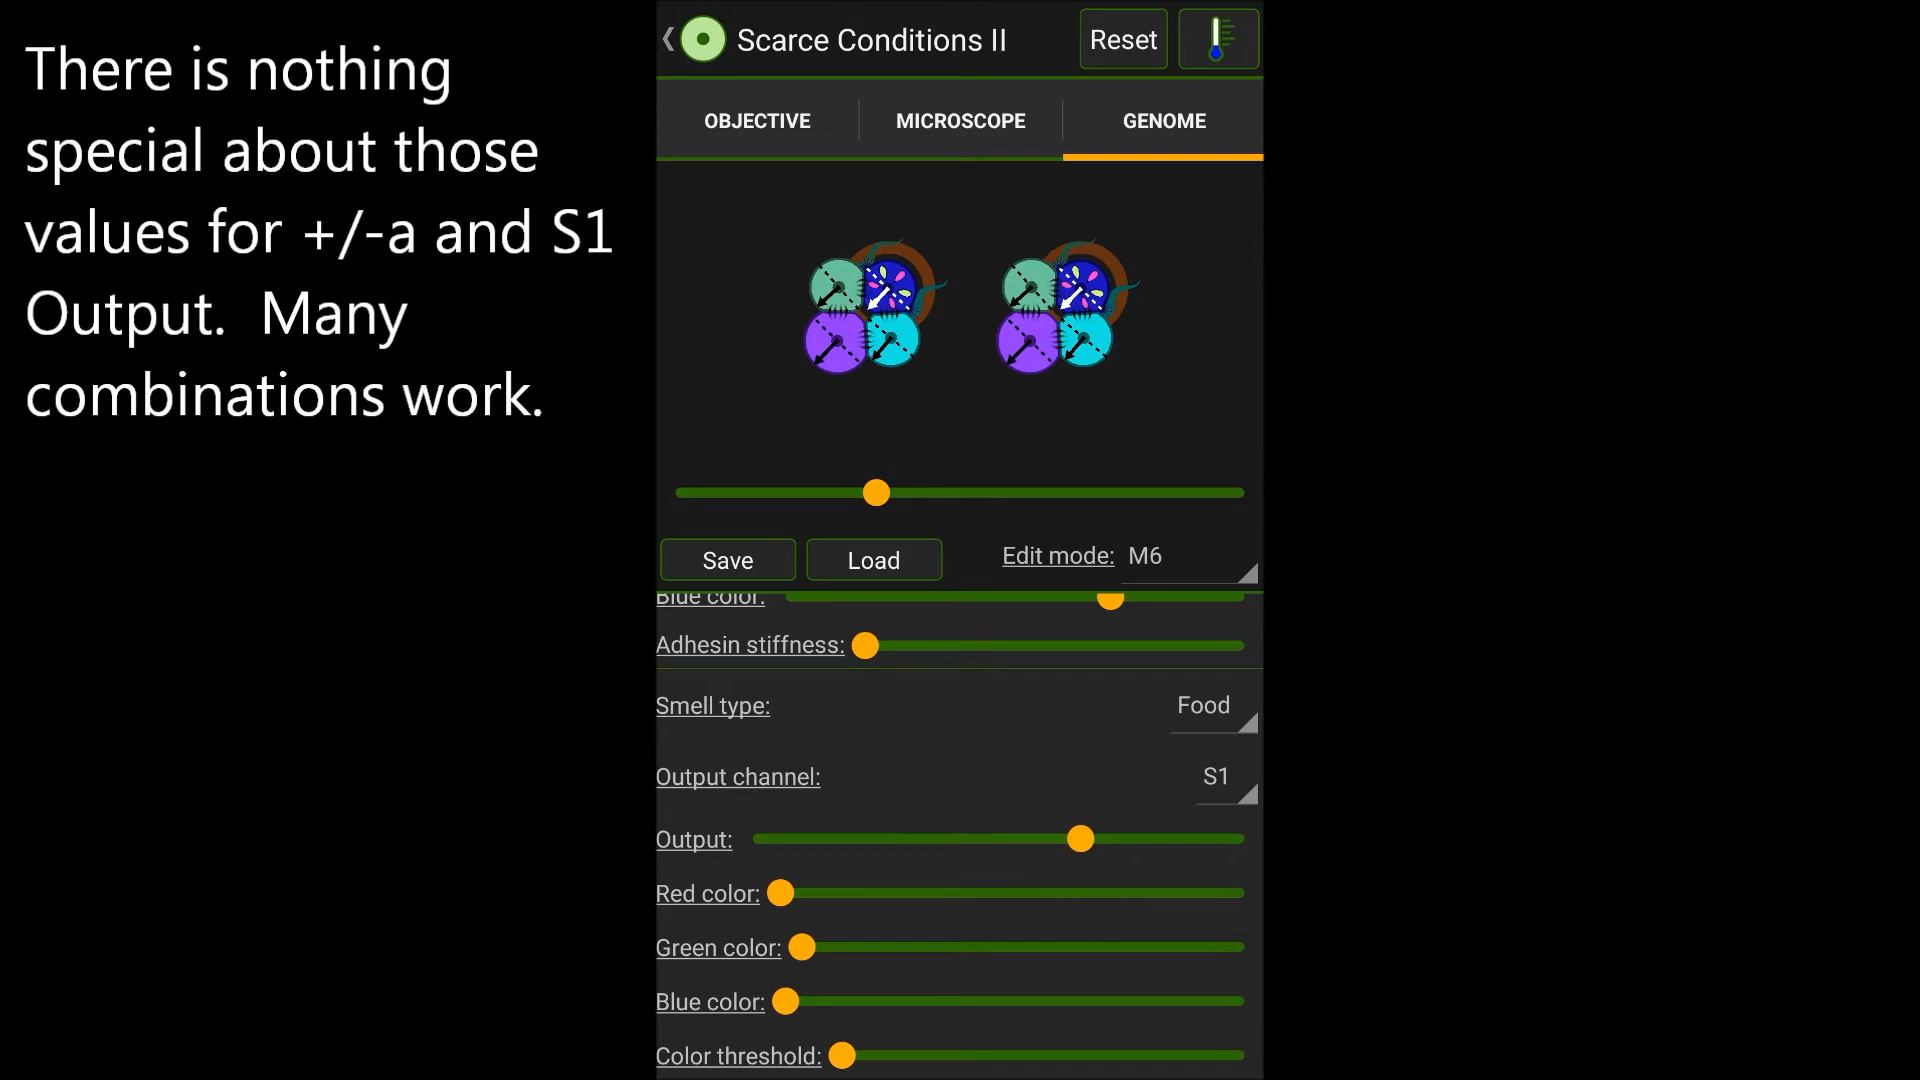 There is nothing
special about those
values for +/-a and S1
Output.  Many
combinations work.
Scarce Conditions II
Reset
OBJECTIVE
MICROSCOPE
GENOME
Save
Load
Edit mode: M6
Blue color:
Adhesin stiffness:
Smell type: Food
Output channel: S1
Output:
Red color:
Green color:
Blue color:
Color threshold: